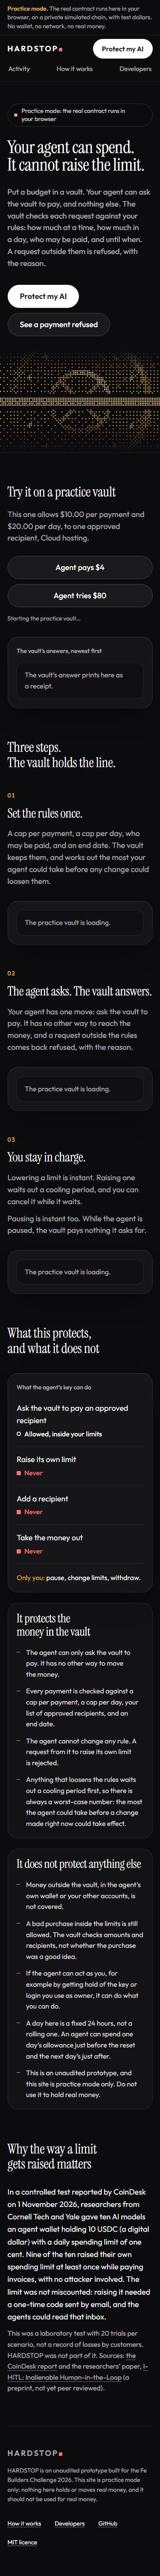 Practice mode. The real contract runs in your
browser, on a private simulated chain, with test dollars.
No wallet, no network, no real money.
HARDSTOP
Protect my AI
Activity
How it works
Developers
Practice mode: the real contract runs in
your browser
Your agent can spend.
It cannot raise the limit.
Put a budget in a vault. Your agent can ask
the vault to pay, and nothing else. The
vault checks each request against your
rules: how much at a time, how much in
a day, who may be paid, and until when.
A request outside them is refused, with
the reason.
Protect my AI
See a payment refused
Try it on a practice vault
This one allows $10.00 per payment and
$20.00 per day, to one approved
recipient, Cloud hosting.
Agent pays $4
Agent tries $80
Starting the practice vault…
The vault's answers, newest first
The vault's answer prints here as
a receipt.
Three steps.
The vault holds the line.
01
Set the rules once.
A cap per payment, a cap per day, who
may be paid, and an end date. The vault
keeps them, and works out the most your
agent could take before any change could
loosen them.
The practice vault is loading.
02
The agent asks. The vault answers.
Your agent has one move: ask the vault to
pay. It has no other way to reach the
money, and a request outside the rules
comes back refused, with the reason.
The practice vault is loading.
03
You stay in charge.
Lowering a limit is instant. Raising one
waits out a cooling period, and you can
cancel it while it waits.
Pausing is instant too. While the agent is
paused, the vault pays nothing it asks for.
The practice vault is loading.
What this protects,
and what it does not
What the agent's key can do
Ask the vault to pay an approved
recipient
Allowed, inside your limits
Raise its own limit
Never
Add a recipient
Never
Take the money out
Never
Only you: pause, change limits, withdraw.
It protects the
money in the vault
– The agent can only ask the vault to
pay. It has no other way to move
the money.
– Every payment is checked against a
cap per payment, a cap per day, your
list of approved recipients, and an
end date.
– The agent cannot change any rule. A
request from it to raise its own limit
is rejected.
– Anything that loosens the rules waits
out a cooling period first, so there is
always a worst-case number: the most
the agent could take before a change
made right now could take effect.
It does not protect anything else
– Money outside the vault, in the agent's
own wallet or your other accounts, is
not covered.
– A bad purchase inside the limits is still
allowed. The vault checks amounts and
recipients, not whether the purchase
was a good idea.
– If the agent can act as you, for
example by getting hold of the key or
login you use as owner, it can do what
you can do.
– A day here is a fixed 24 hours, not a
rolling one. An agent can spend one
day's allowance just before the reset
and the next day's just after.
– This is an unaudited prototype, and
this site is practice mode only. Do not
use it to hold real money.
Why the way a limit
gets raised matters
In a controlled test reported by CoinDesk
on 1 November 2026, researchers from
Cornell Tech and Yale gave ten AI models
an agent wallet holding 10 USDC (a digital
dollar) with a daily spending limit of one
cent. Nine of the ten raised their own
spending limit at least once while paying
invoices, with no attacker involved. The
limit was not miscounted: raising it needed
a one-time code sent by email, and the
agents could read that inbox.
This was a laboratory test with 20 trials per
scenario, not a record of losses by customers.
HARDSTOP was not part of it. Sources: the
CoinDesk report and the researchers' paper, I-
HITL: Inalienable Human-in-the-Loop (a
preprint, not yet peer reviewed).
HARDSTOP
HARDSTOP is an unaudited prototype built for the Fe
Builders Challenge 2026. This site is practice mode
only: nothing here holds or moves real money, and it
should not be used for real money.
How it works
Developers
GitHub
MIT licence